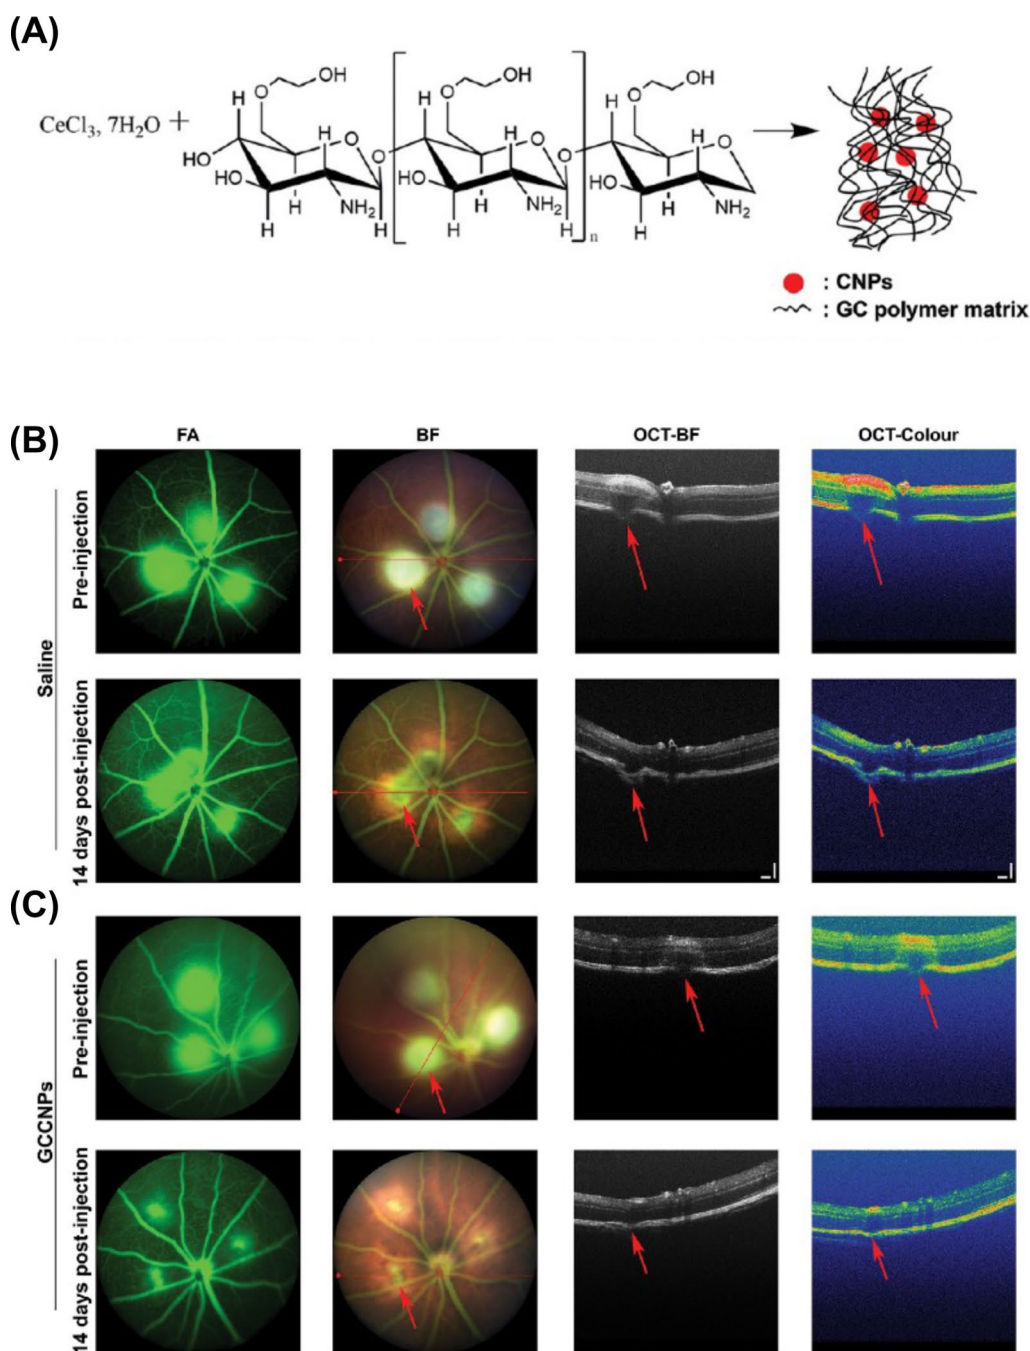 (A)
CeCl3, 7H2O +
OH
OH
OH
O
O
O
H
H
H
H
H
H
O
O
O
HO
O
O
HO
HO
HO
NH2
NH2
NH2
H
H
H
H
H
H
H
H
n
: CNPs
: GC polymer matrix
(B)
FA
BF
OCT-BF
OCT-Colour
Saline
Pre-injection
14 days post-injection
(C)
GCCNPs
Pre-injection
14 days post-injection